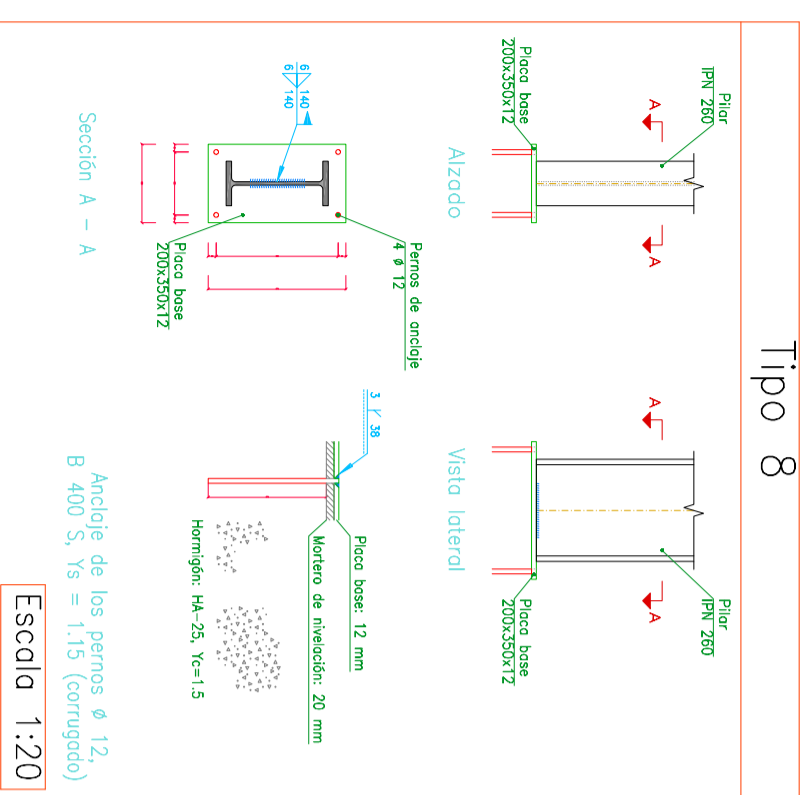 Tipo 8
Pilar
IPN 260
A
A
Placa base
200x350x12
Alzado
Pilar
IPN 260
A
A
Placa base
200x350x12
Vista lateral
6
6
140
140
Pernos de anclaje
4 ø 12
Placa base
200x350x12
Sección A - A
3
38
Placa base: 12 mm
Mortero de nivelación: 20 mm
Hormigón: HA-25, Yc=1.5
Anclaje de los pernos ø 12,
B 400 S, Ys = 1.15 (corrugado)
Escala 1:20